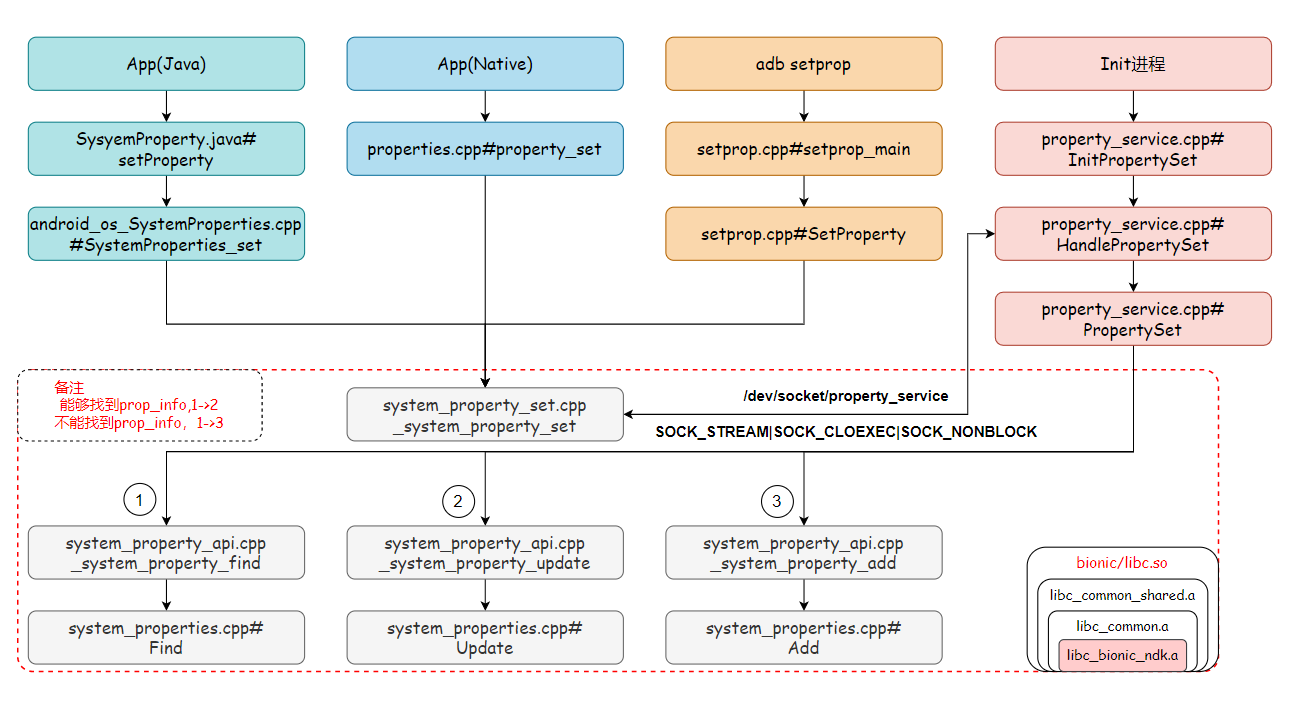 App(Java)
App(Native)
adb setprop
Init进程
SysyemProperty.java#
setProperty
properties.cpp#property_set
setprop.cpp#setprop_main
property_service.cpp#
InitPropertySet
android_os_SystemProperties.cpp
#SystemProperties_set
setprop.cpp#SetProperty
property_service.cpp#
HandlePropertySet
property_service.cpp#
PropertySet
备注
能够找到prop_info,1->2
不能找到prop_info，1->3
system_property_set.cpp
_system_property_set
/dev/socket/property_service
SOCK_STREAM|SOCK_CLOEXEC|SOCK_NONBLOCK
1
2
3
system_property_api.cpp
_system_property_find
system_property_api.cpp
_system_property_update
system_property_api.cpp
_system_property_add
system_properties.cpp#
Find
system_properties.cpp#
Update
system_properties.cpp#
Add
bionic/libc.so
libc_common_shared.a
libc_common.a
libc_bionic_ndk.a